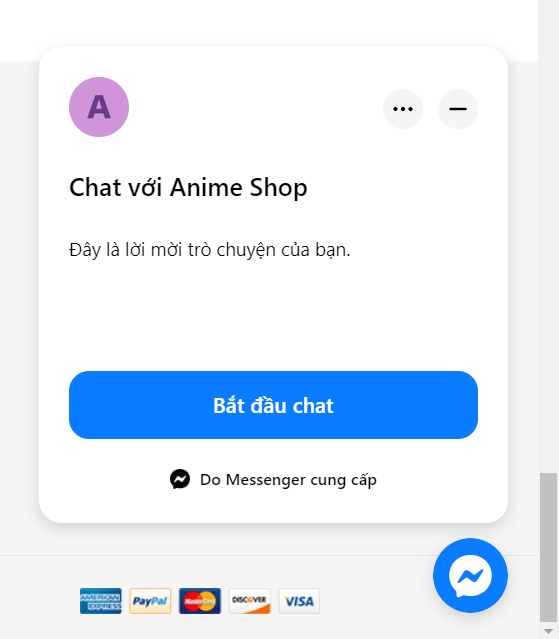 A
Chat với Anime Shop
Đây là lời mời trò chuyện của bạn.
Bắt đầu chat
Do Messenger cung cấp
AMERICAN EXPRESS
PayPal
MasterCard
DISCOVER
VISA